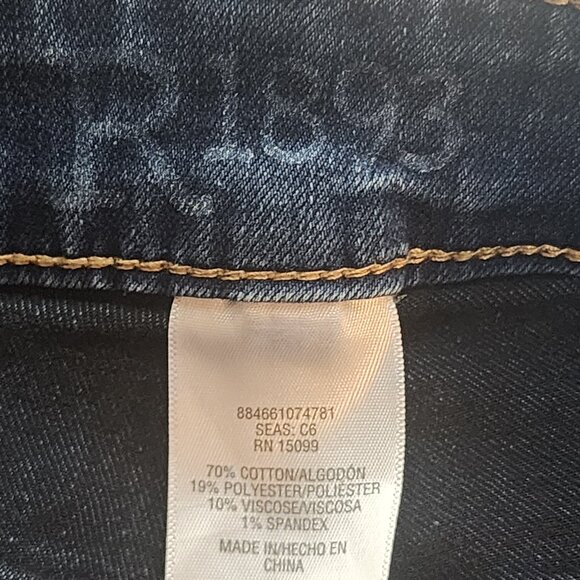 R 1893
884661074781
SEAS: C6
RN 15099
70% COTTON/ALGODÓN
19% POLYESTER/POLIÉSTER
10% VISCOSE/VISCOSA
1% SPANDEX
MADE IN/HECHO EN
CHINA